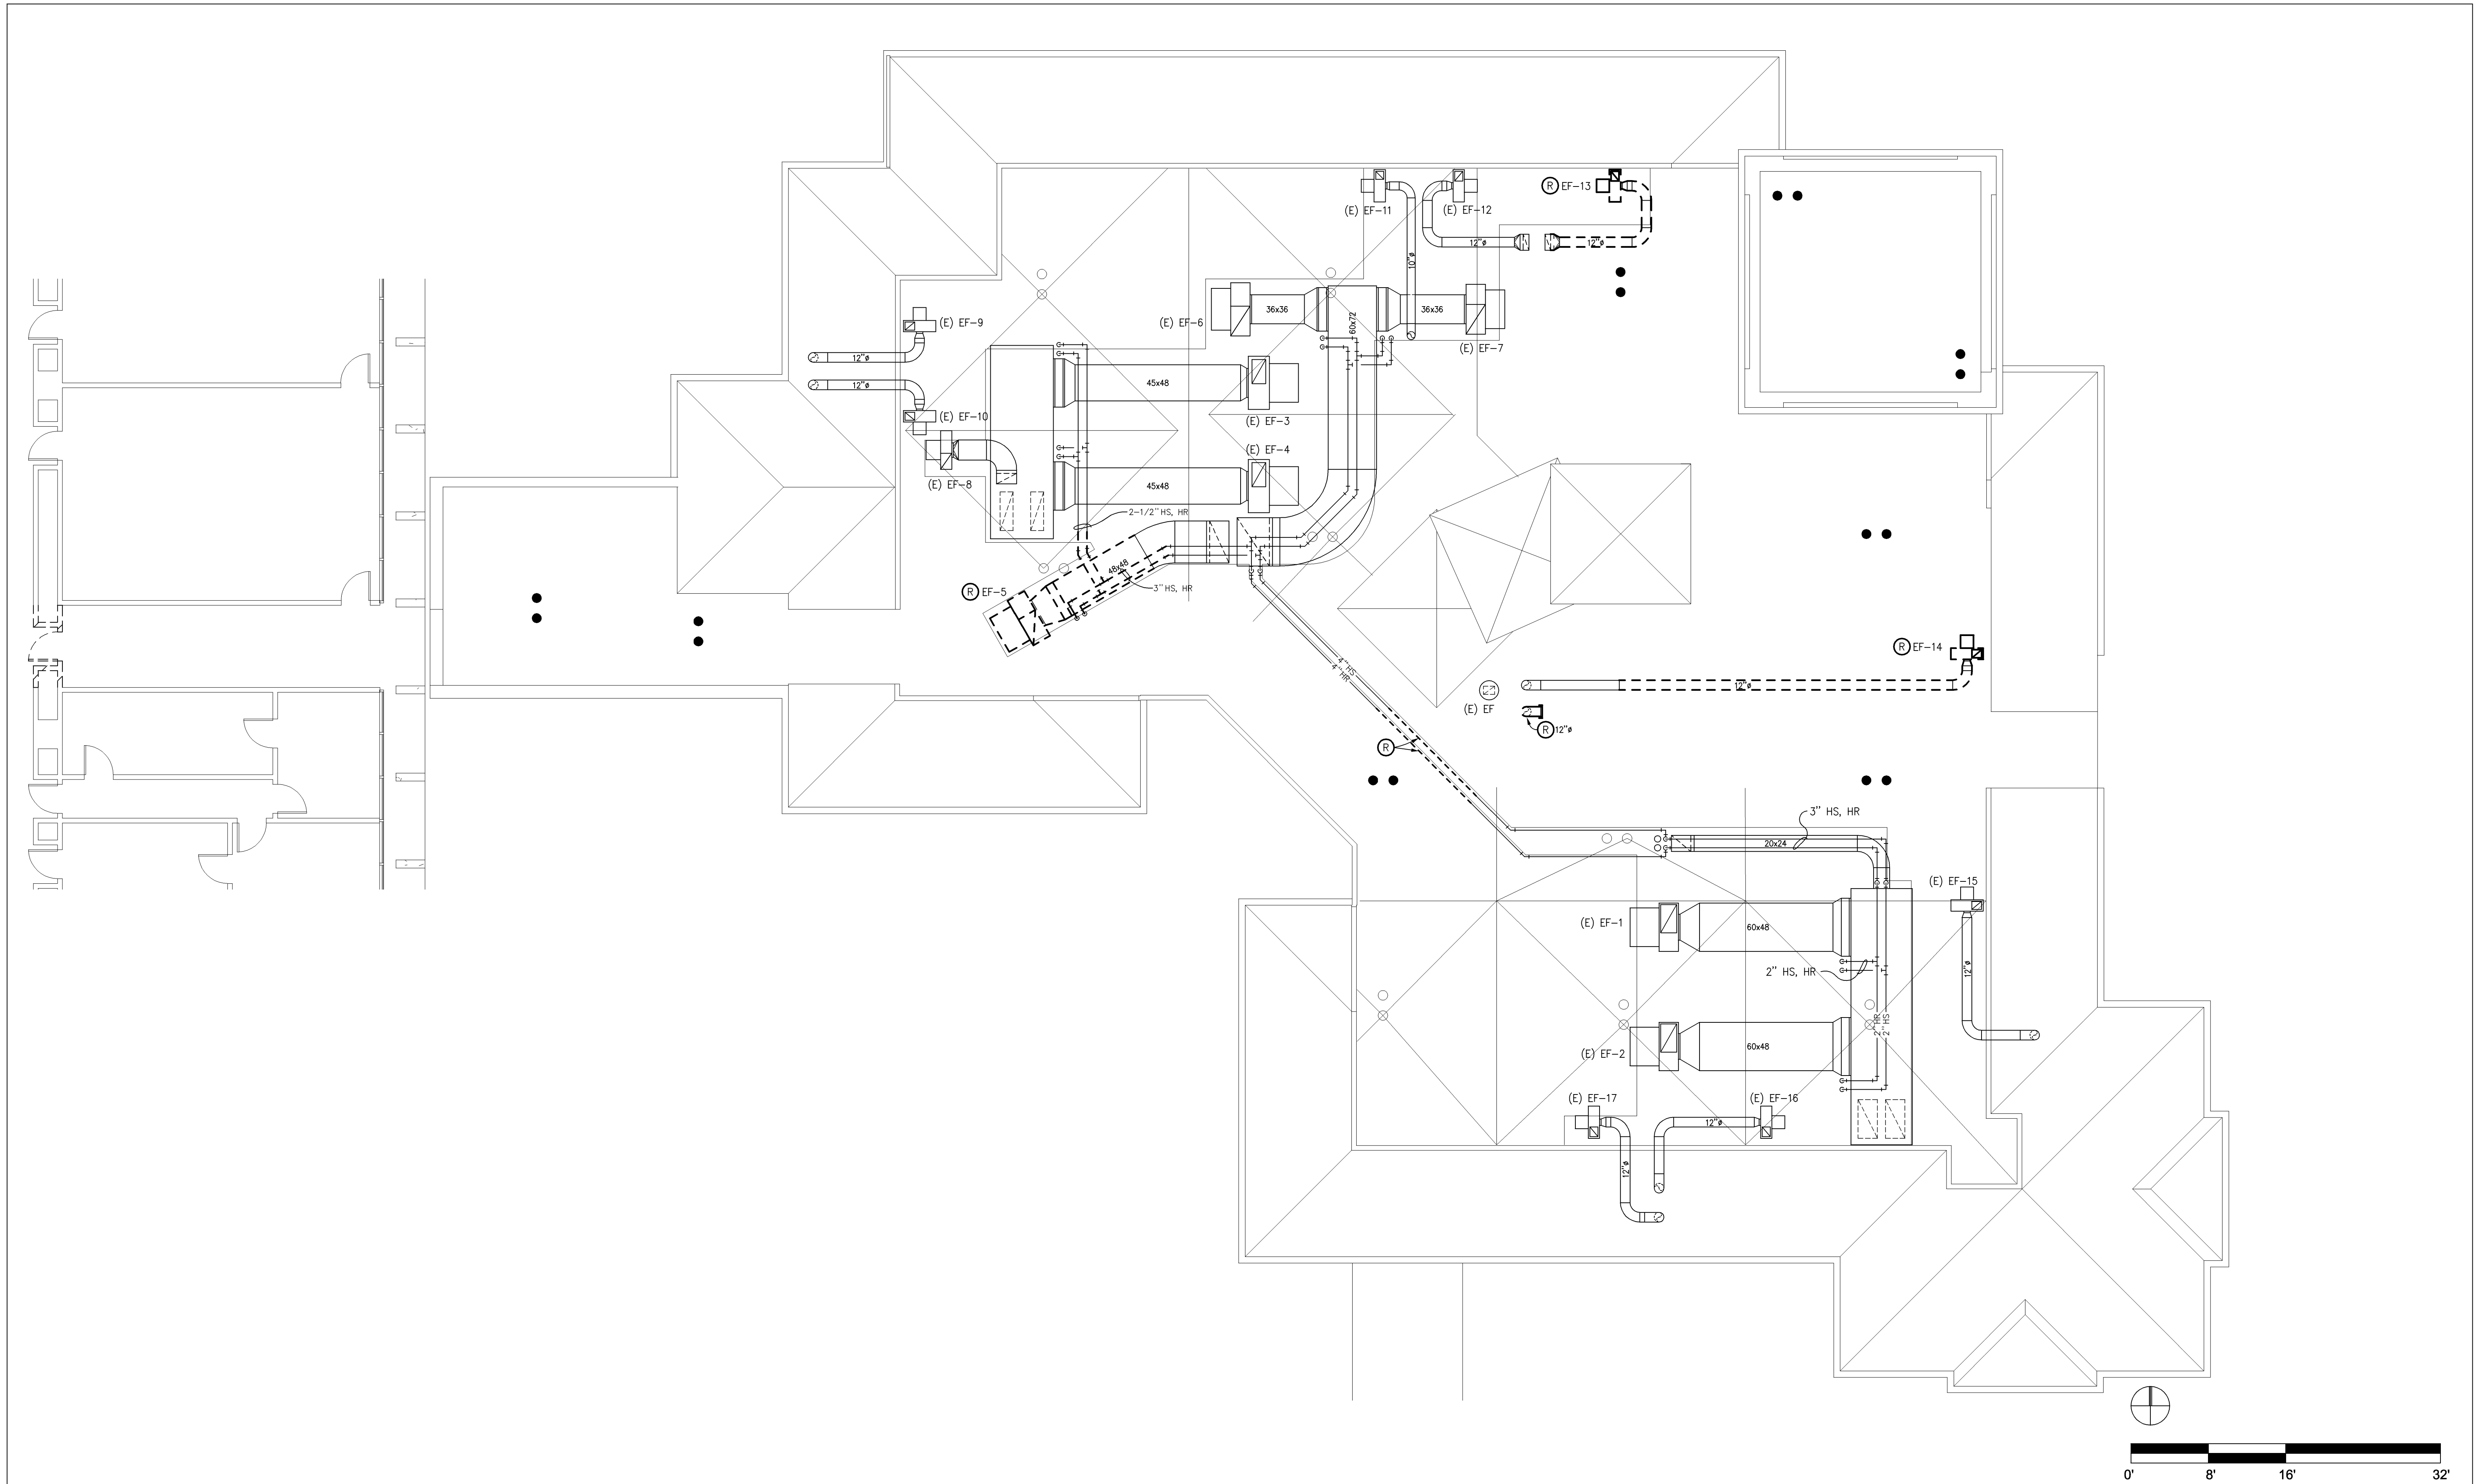 R EF-13
(E) EF-11
(E) EF-12
12"ø
12"ø
10"ø
36x36
36x36
60x72
(E) EF-6
(E) EF-7
(E) EF-9
12"ø
12"ø
(E) EF-10
45x48
(E) EF-3
(E) EF-4
(E) EF-8
45x48
2-1/2" HS, HR
48x48
3" HS, HR
R EF-5
4" HS
4" HR
R EF-14
12"ø
(E) EF
R 12"ø
R
3" HS, HR
20x24
(E) EF-15
(E) EF-1
60x48
2" HS, HR
12"ø
2" HR
2" HS
(E) EF-2
60x48
(E) EF-17
(E) EF-16
12"ø
12"ø
0' 8' 16' 32'